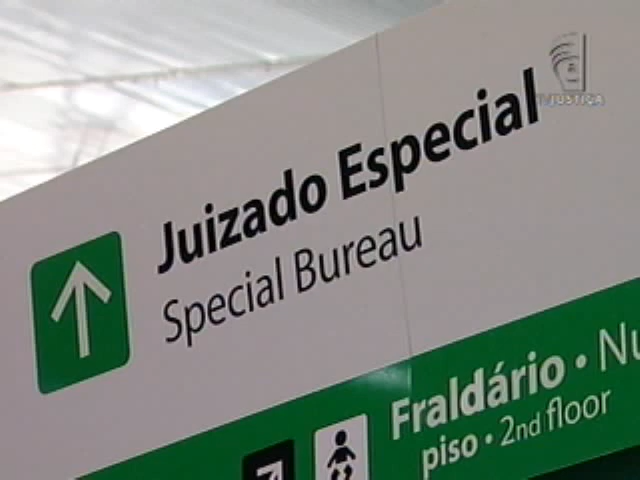 JUSTIÇA
Juizado Especial
Special Bureau
Fraldário • Nu
piso • 2nd floor